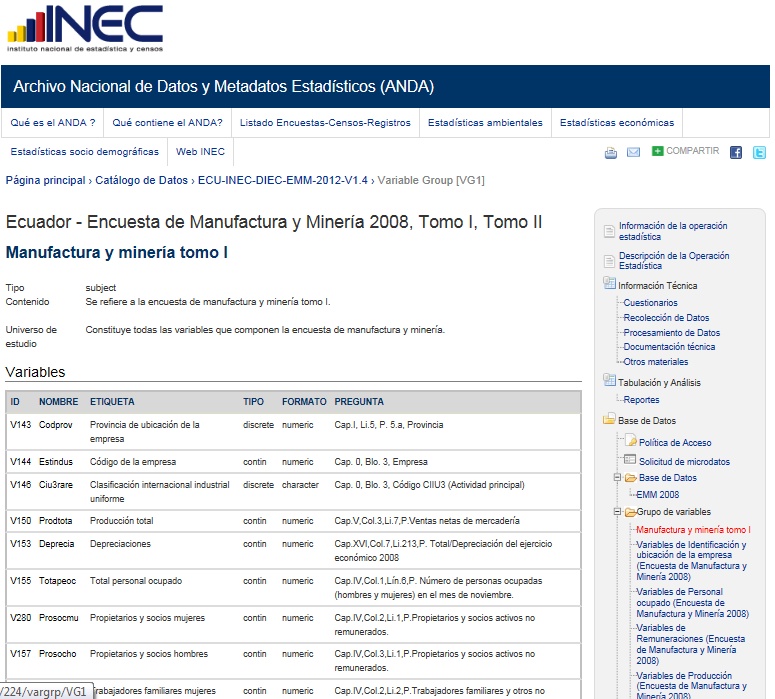 INEC
instituto nacional de estadística y censos
Archivo Nacional de Datos y Metadatos Estadísticos (ANDA)
Qué es el ANDA ?
Qué contiene el ANDA?
Listado Encuestas-Censos-Registros
Estadísticas ambientales
Estadísticas económicas
Estadísticas socio demográficas
Web INEC
COMPARTIR
Página principal › Catálogo de Datos › ECU-INEC-DIEC-EMM-2012-V1.4 › Variable Group [VG1]
Ecuador - Encuesta de Manufactura y Minería 2008, Tomo I, Tomo II
Manufactura y minería tomo I
Tipo subject
Contenido Se refiere a la encuesta de manufactura y minería tomo I.
Universo de Constituye todas las variables que componen la encuesta de manufactura y minería.
estudio
Variables
ID NOMBRE ETIQUETA TIPO FORMATO PREGUNTA
V143 Codprov Provincia de ubicación de la discrete numeric Cap.I, Li.5, P. 5.a, Provincia
empresa
V144 Estindus Código de la empresa contin numeric Cap. 0, Blo. 3, Empresa
V146 Ciu3rare Clasificación internacional industrial discrete character Cap. 0, Blo. 3, Código CIIU3 (Actividad principal)
uniforme
V150 Prodtota Producción total contin numeric Cap.V,Col.3,Li.7,P.Ventas netas de mercadería
V153 Deprecia Depreciaciones contin numeric Cap.XVI,Col.7,Li.213,P. Total/Depreciación del ejercicio
económico 2008
V155 Totapeoc Total personal ocupado contin numeric Cap.IV,Col.1,Lín.6,P. Número de personas ocupadas
(hombres y mujeres) en el mes de noviembre.
V280 Prosocmu Propietarios y socios mujeres contin numeric Cap.IV,Col.2,Li.1,P.Propietarios y socios activos no
remunerados.
V157 Prosocho Propietarios y socios hombres contin numeric Cap.IV,Col.3,Li.1,P.Propietarios y socios activos no
remunerados.
/224/vargrp/VG1 trabajadores familiares mujeres contin numeric Cap.IV,Col.2,Li.2,P.Trabajadores familiares y otros no
Información de la operación
estadística
Descripción de la Operación
Estadística
Información Técnica
Cuestionarios
Recolección de Datos
Procesamiento de Datos
Documentación técnica
Otros materiales
Tabulación y Análisis
Reportes
Base de Datos
Política de Acceso
Solicitud de microdatos
Base de Datos
EMM 2008
Grupo de variables
Manufactura y minería tomo I
Variables de Identificación y
ubicación de la empresa
(Encuesta de Manufactura y
Minería 2008)
Variables de Personal
ocupado (Encuesta de
Manufactura y Minería 2008)
Variables de
Remuneraciones (Encuesta
de Manufactura y Minería
2008)
Variables de Producción
(Encuesta de Manufactura y
Minería 2008)